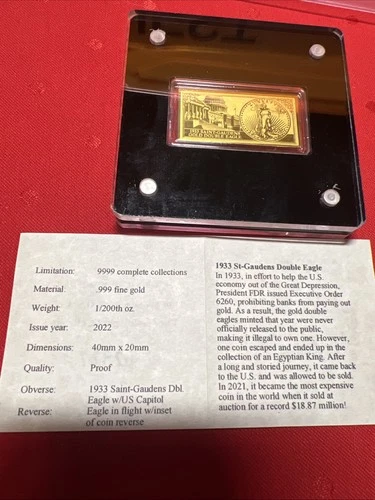 1933 SAINT-GAUDENS
GOLD DOUBLE EAGLE
Limitation: 9999 complete collections
Material: .999 fine gold
Weight: 1/200th oz.
Issue year: 2022
Dimensions: 40mm x 20mm
Quality: Proof
Obverse: 1933 Saint-Gaudens Dbl.
Eagle w/US Capitol
Reverse: Eagle in flight w/inset
of coin reverse
1933 St-Gaudens Double Eagle
In 1933, in effort to help the U.S.
economy out of the Great Depression,
President FDR issued Executive Order
6260, prohibiting banks from paying out
gold. As a result, the gold double
eagles minted that year were never
officially released to the public,
making it illegal to own one. However,
one coin escaped and ended up in the
collection of an Egyptian King. After
a long and storied journey, it came back
to the U.S. and was allowed to be sold.
In 2021, it became the most expensive
coin in the world when it sold at
auction for a record $18.87 million!